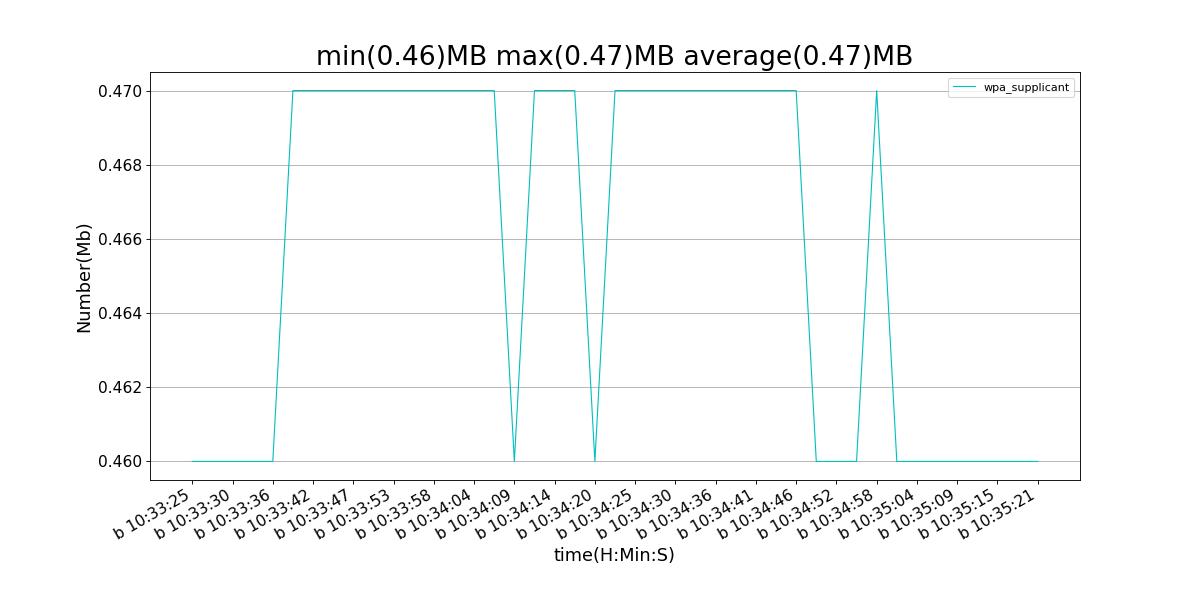 min(0.46)MB max(0.47)MB average(0.47)MB
wpa_supplicant
0.470
0.468
0.466
0.464
0.462
0.460
Number(Mb)
b 10:33:25
b 10:33:30
b 10:33:36
b 10:33:42
b 10:33:47
b 10:33:53
b 10:33:58
b 10:34:04
b 10:34:09
b 10:34:14
b 10:34:20
b 10:34:25
b 10:34:30
b 10:34:36
b 10:34:41
b 10:34:46
b 10:34:52
b 10:34:58
b 10:35:04
b 10:35:09
b 10:35:15
b 10:35:21
time(H:Min:S)